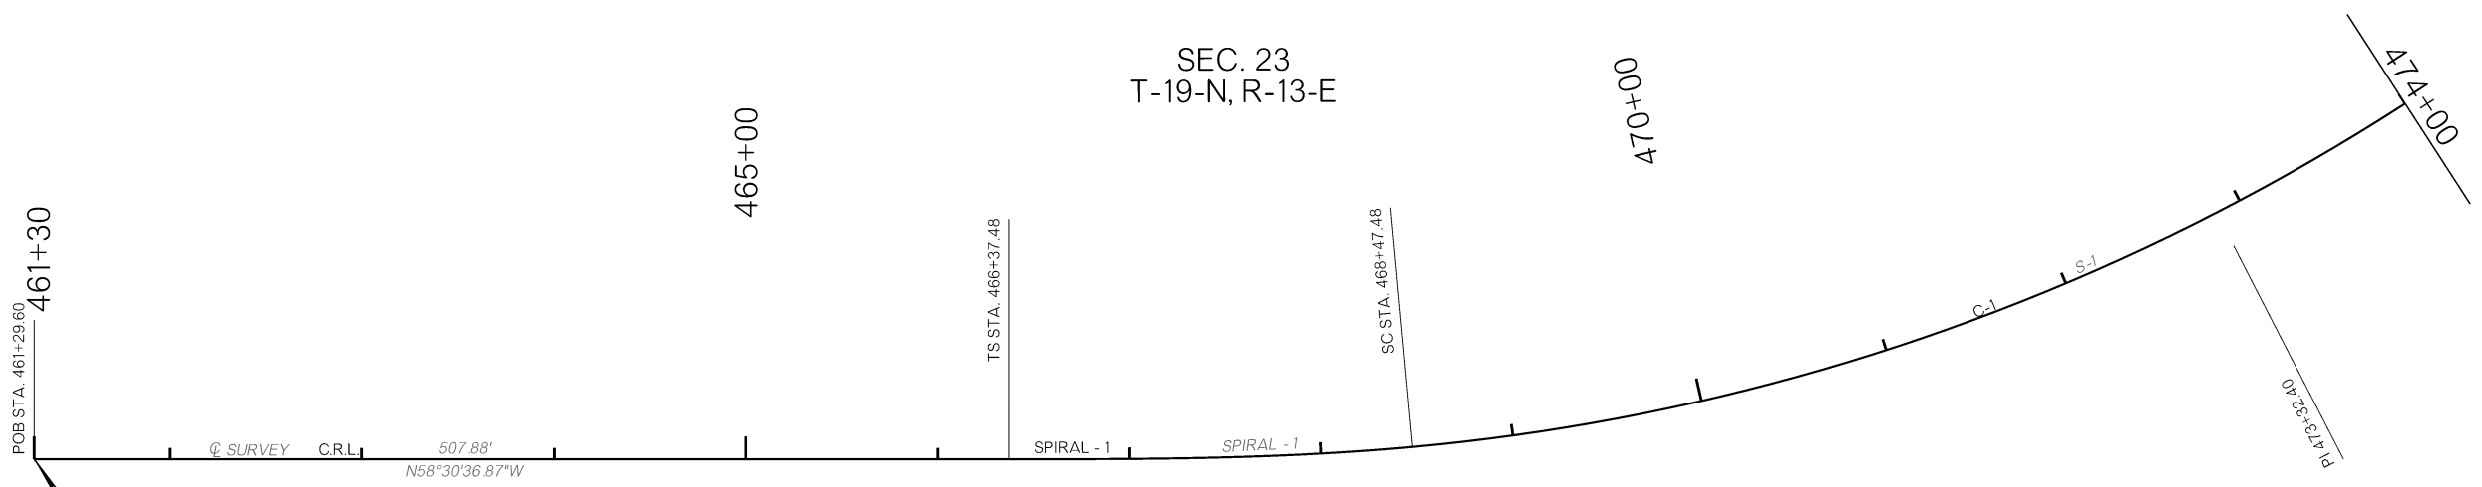 SEC. 23
T-19-N, R-13-E
461+30
465+00
470+00
474+00
POB STA. 461+29.60
TS STA. 466+37.48
SC STA. 468+47.48
PI 473+32.40
℄ SURVEY
C.R.L.
507.88'
N58°30'36.87"W
SPIRAL - 1
SPIRAL - 1
C-1
S-1